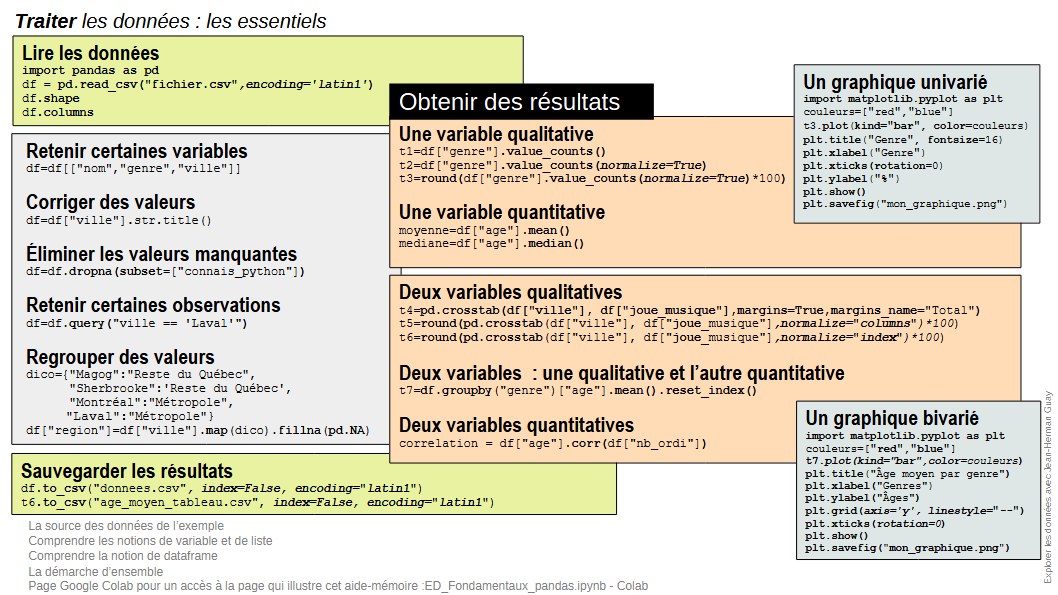 Traiter les données : les essentiels
Lire les données
import pandas as pd
df = pd.read_csv("fichier.csv",encoding='latin1')
df.shape
df.columns
Retenir certaines variables
df=df[["nom","genre","ville"]]
Corriger des valeurs
df=df["ville"].str.title()
Éliminer les valeurs manquantes
df=df.dropna(subset=["connais_python"])
Retenir certaines observations
df=df.query("ville == 'Laval'")
Regrouper des valeurs
dico={"Magog":"Reste du Québec",
"Sherbrooke":'Reste du Québec',
"Montréal":"Métropole",
"Laval":"Métropole"}
df["region"]=df["ville"].map(dico).fillna(pd.NA)
Sauvegarder les résultats
df.to_csv("donnees.csv", index=False, encoding="latin1")
t6.to_csv("age_moyen_tableau.csv", index=False, encoding="latin1")
Obtenir des résultats
Une variable qualitative
t1=df["genre"].value_counts()
t2=df["genre"].value_counts(normalize=True)
t3=round(df["genre"].value_counts(normalize=True)*100)
Une variable quantitative
moyenne=df["age"].mean()
mediane=df["age"].median()
Deux variables qualitatives
t4=pd.crosstab(df["ville"], df["joue_musique"],margins=True,margins_name="Total")
t5=round(pd.crosstab(df["ville"], df["joue_musique"],normalize="columns")*100)
t6=round(pd.crosstab(df["ville"], df["joue_musique"],normalize="index")*100)
Deux variables : une qualitative et l'autre quantitative
t7=df.groupby("genre")["age"].mean().reset_index()
Deux variables quantitatives
correlation = df["age"].corr(df["nb_ordi"])
Un graphique univarié
import matplotlib.pyplot as plt
couleurs=["red","blue"]
t3.plot(kind="bar", color=couleurs)
plt.title("Genre", fontsize=16)
plt.xlabel("Genre")
plt.xticks(rotation=0)
plt.ylabel("%")
plt.show()
plt.savefig("mon_graphique.png")
Un graphique bivarié
import matplotlib.pyplot as plt
couleurs=["red","blue"]
t7.plot(kind="bar",color=couleurs)
plt.title("Âge moyen par genre")
plt.xlabel("Genres")
plt.ylabel("Âges")
plt.grid(axis='y', linestyle="--")
plt.xticks(rotation=0)
plt.show()
plt.savefig("mon_graphique.png")
La source des données de l'exemple
Comprendre les notions de variable et de liste
Comprendre la notion de dataframe
La démarche d'ensemble
Page Google Colab pour un accès à la page qui illustre cet aide-mémoire :ED_Fondamentaux_pandas.ipynb - Colab
Explorer les données avec Jean-Herman Guay